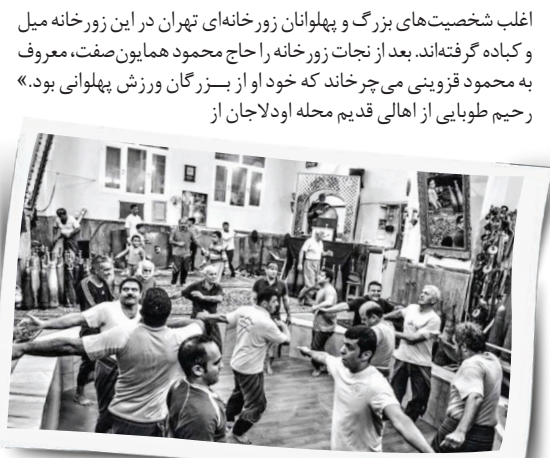 اغلب شخصیت‌های بزرگ و پهلوانان زورخانه‌ای تهران در این زورخانه میل
و کباده گرفته‌اند. بعد از نجات زورخانه را حاج محمود همایون‌صفت، معروف
به محمود قزوینی می‌چرخاند که خود او از بــزرگان ورزش پهلوانی بود.»
رحیم طوبایی از اهالی قدیم محله اودلاجان از